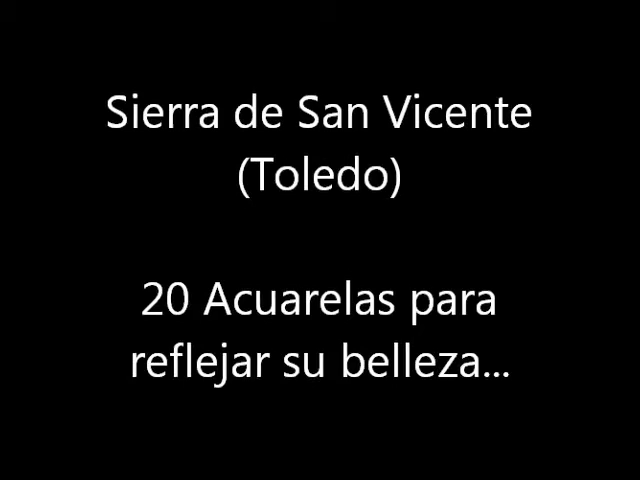 Sierra de San Vicente
(Toledo)
20 Acuarelas para
reflejar su belleza...